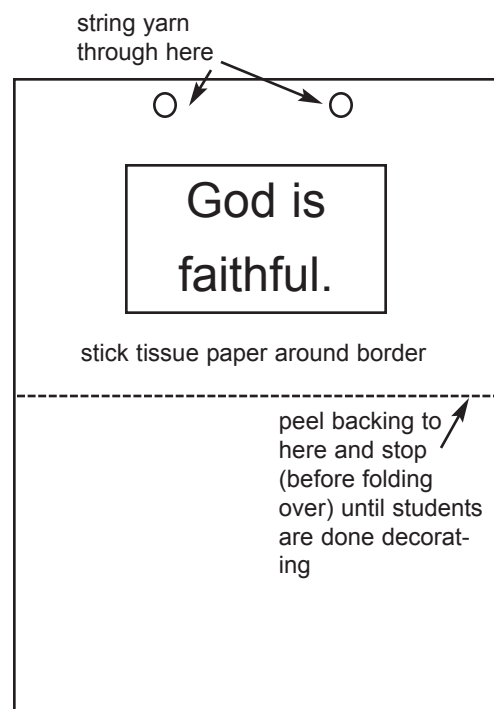 string yarn
through here
God is
faithful.
stick tissue paper around border
peel backing to
here and stop
(before folding
over) until students
are done decorat-
ing